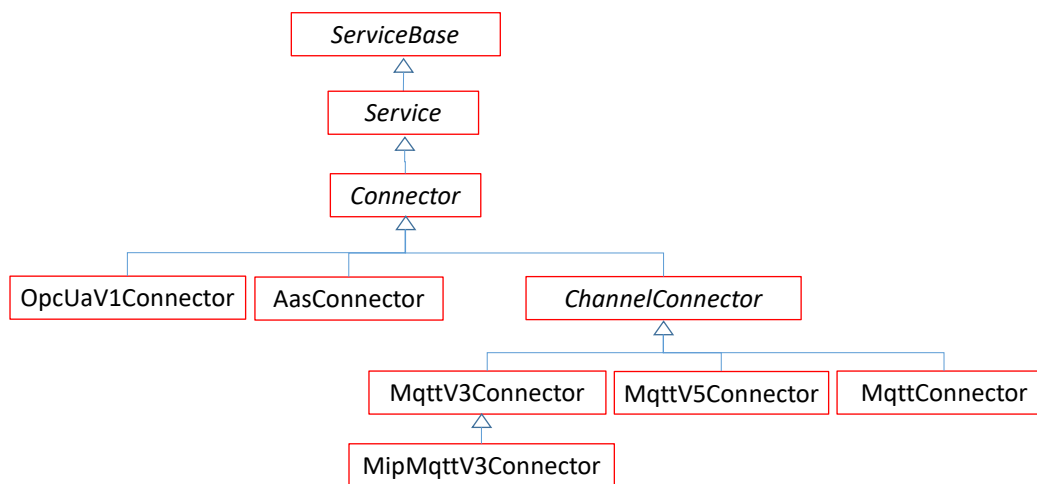 ServiceBase
Service
Connector
OpcUaV1Connector
AasConnector
ChannelConnector
MqttV3Connector
MqttV5Connector
MqttConnector
MipMqttV3Connector